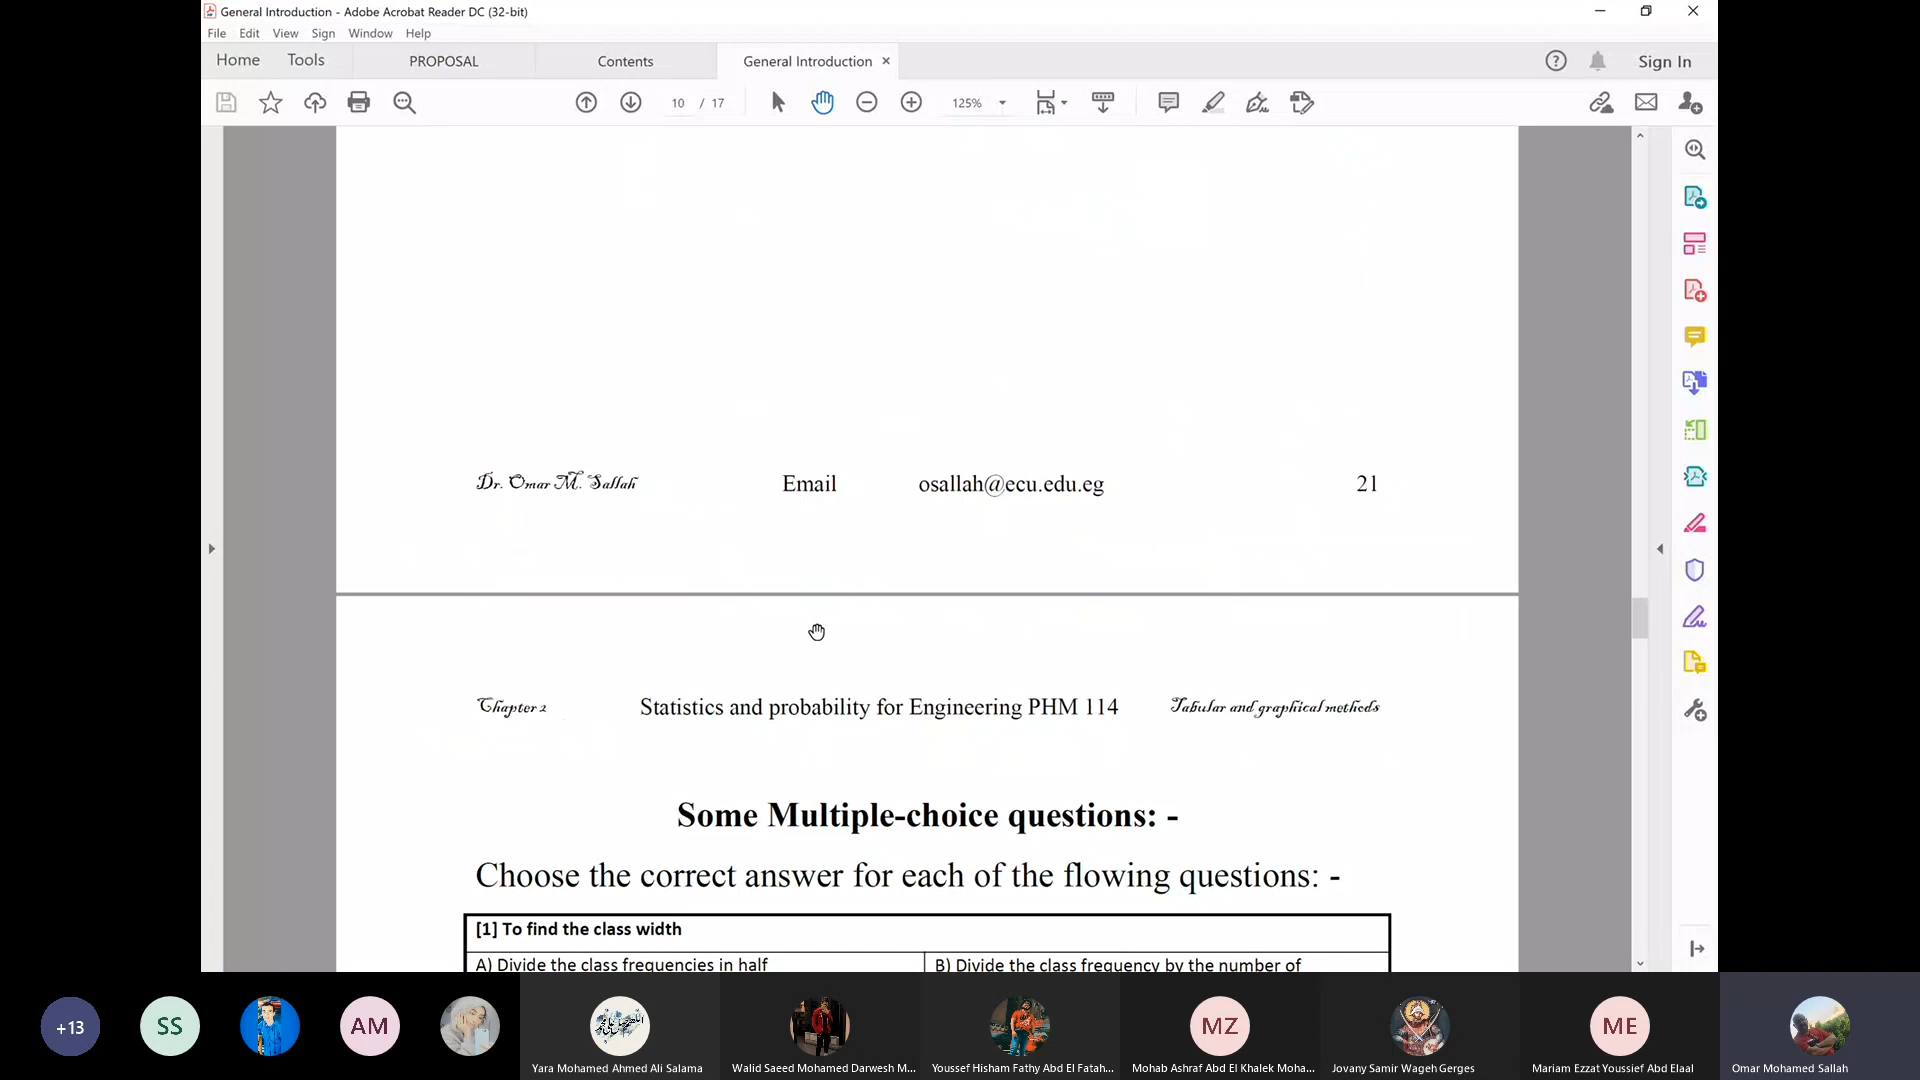 General Introduction - Adobe Acrobat Reader DC (32-bit)
File Edit View Sign Window Help
Home Tools PROPOSAL Contents General Introduction × Sign In
10 / 17 125%
Dr. Omar M. Sallah Email osallah@ecu.edu.eg 21
Chapter 2 Statistics and probability for Engineering PHM 114 Tabular and graphical methods
Some Multiple-choice questions: -
Choose the correct answer for each of the flowing questions: -
[1] To find the class width
A) Divide the class frequencies in half B) Divide the class frequency by the number of
+13 SS AM MZ ME
Yara Mohamed Ahmed Ali Salama Walid Saeed Mohamed Darwesh M... Youssef Hisham Fathy Abd El Fatah... Mohab Ashraf Abd El Khalek Moha... Jovany Samir Wageh Gerges Mariam Ezzat Youssief Abd Elaal Omar Mohamed Sallah